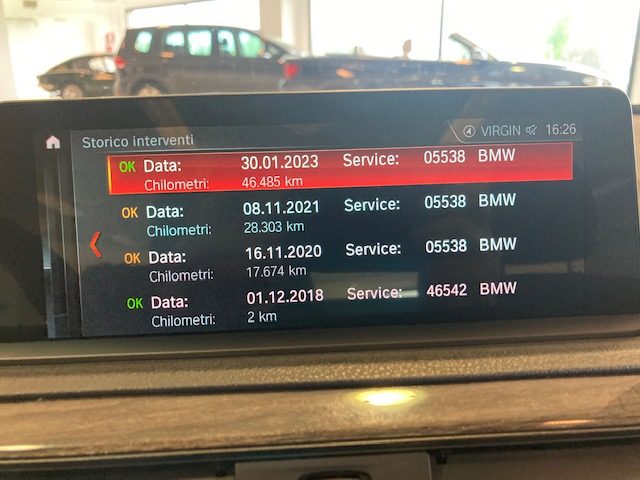 Storico interventi
VIRGIN 16:26
OK Data: 30.01.2023 Service: 05538 BMW
Chilometri: 46.485 km
OK Data: 08.11.2021 Service: 05538 BMW
Chilometri: 28.303 km
OK Data: 16.11.2020 Service: 05538 BMW
Chilometri: 17.674 km
OK Data: 01.12.2018 Service: 46542 BMW
Chilometri: 2 km